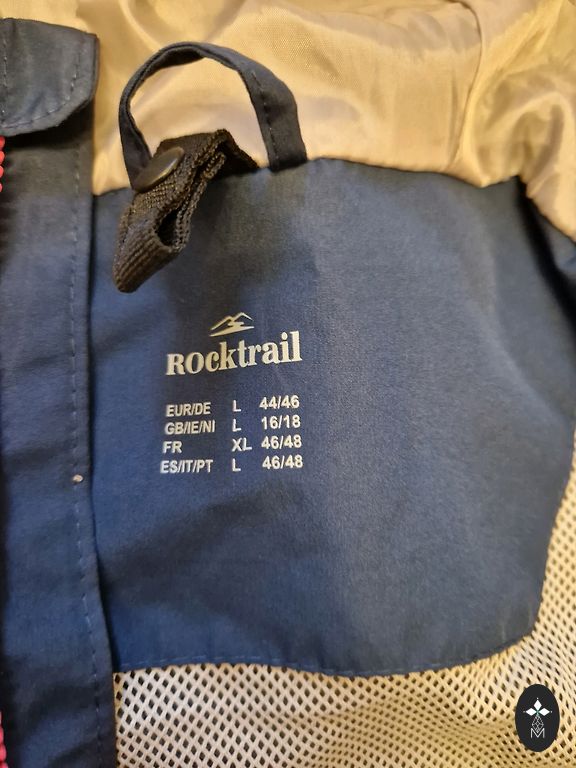 Rocktrail
EUR/DE L 44/46
GB/IE/NI L 16/18
FR XL 46/48
ES/IT/PT L 46/48
M